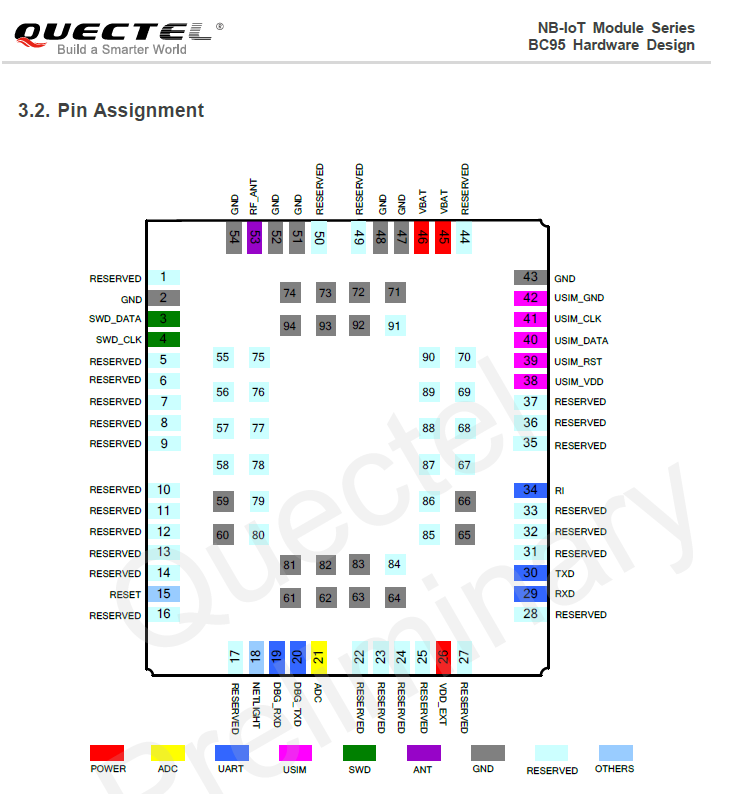 QUECTEL®
Build a Smarter World
NB-IoT Module Series
BC95 Hardware Design
3.2. Pin Assignment
GND RF_ANT GND GND RESERVED RESERVED GND GND VBAT VBAT RESERVED
54 53 52 51 50 49 48 47 46 45 44
RESERVED 1 43 GND
GND 2 42 USIM_GND
SWD_DATA 3 41 USIM_CLK
SWD_CLK 4 40 USIM_DATA
RESERVED 5 39 USIM_RST
RESERVED 6 38 USIM_VDD
RESERVED 7 37 RESERVED
RESERVED 8 36 RESERVED
RESERVED 9 35 RESERVED
RESERVED 10 34 RI
RESERVED 11 33 RESERVED
RESERVED 12 32 RESERVED
RESERVED 13 31 RESERVED
RESERVED 14 30 TXD
RESET 15 29 RXD
RESERVED 16 28 RESERVED
74 73 72 71
94 93 92 91
55 75 90 70
56 76 89 69
57 77 88 68
58 78 87 67
59 79 86 66
60 80 85 65
81 82 83 84
61 62 63 64
17 18 19 20 21 22 23 24 25 26 27
RESERVED NETLIGHT DBG_RXD DBG_TXD ADC RESERVED RESERVED RESERVED RESERVED VDD_EXT RESERVED
POWER ADC UART USIM SWD ANT GND RESERVED OTHERS
Quectel
Preliminary